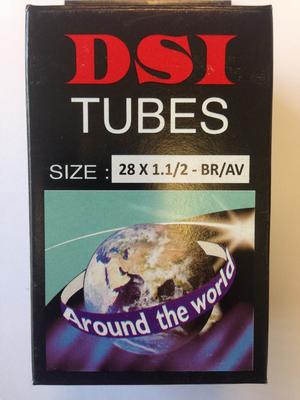 DSI
TUBES
SIZE : 28 X 1.1/2 - BR/AV
Around the world